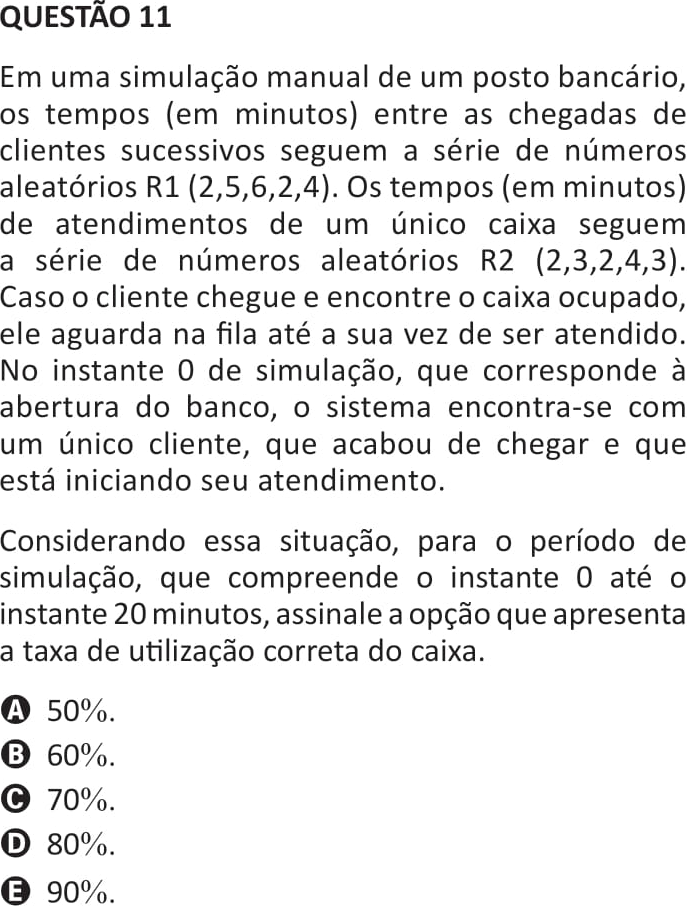 QUESTÃO 11
Em uma simulação manual de um posto bancário,
os tempos (em minutos) entre as chegadas de
clientes sucessivos seguem a série de números
aleatórios R1 (2,5,6,2,4). Os tempos (em minutos)
de atendimentos de um único caixa seguem
a série de números aleatórios R2 (2,3,2,4,3).
Caso o cliente chegue e encontre o caixa ocupado,
ele aguarda na fila até a sua vez de ser atendido.
No instante 0 de simulação, que corresponde à
abertura do banco, o sistema encontra-se com
um único cliente, que acabou de chegar e que
está iniciando seu atendimento.
Considerando essa situação, para o período de
simulação, que compreende o instante 0 até o
instante 20 minutos, assinale a opção que apresenta
a taxa de utilização correta do caixa.
A 50%.
B 60%.
C 70%.
D 80%.
E 90%.